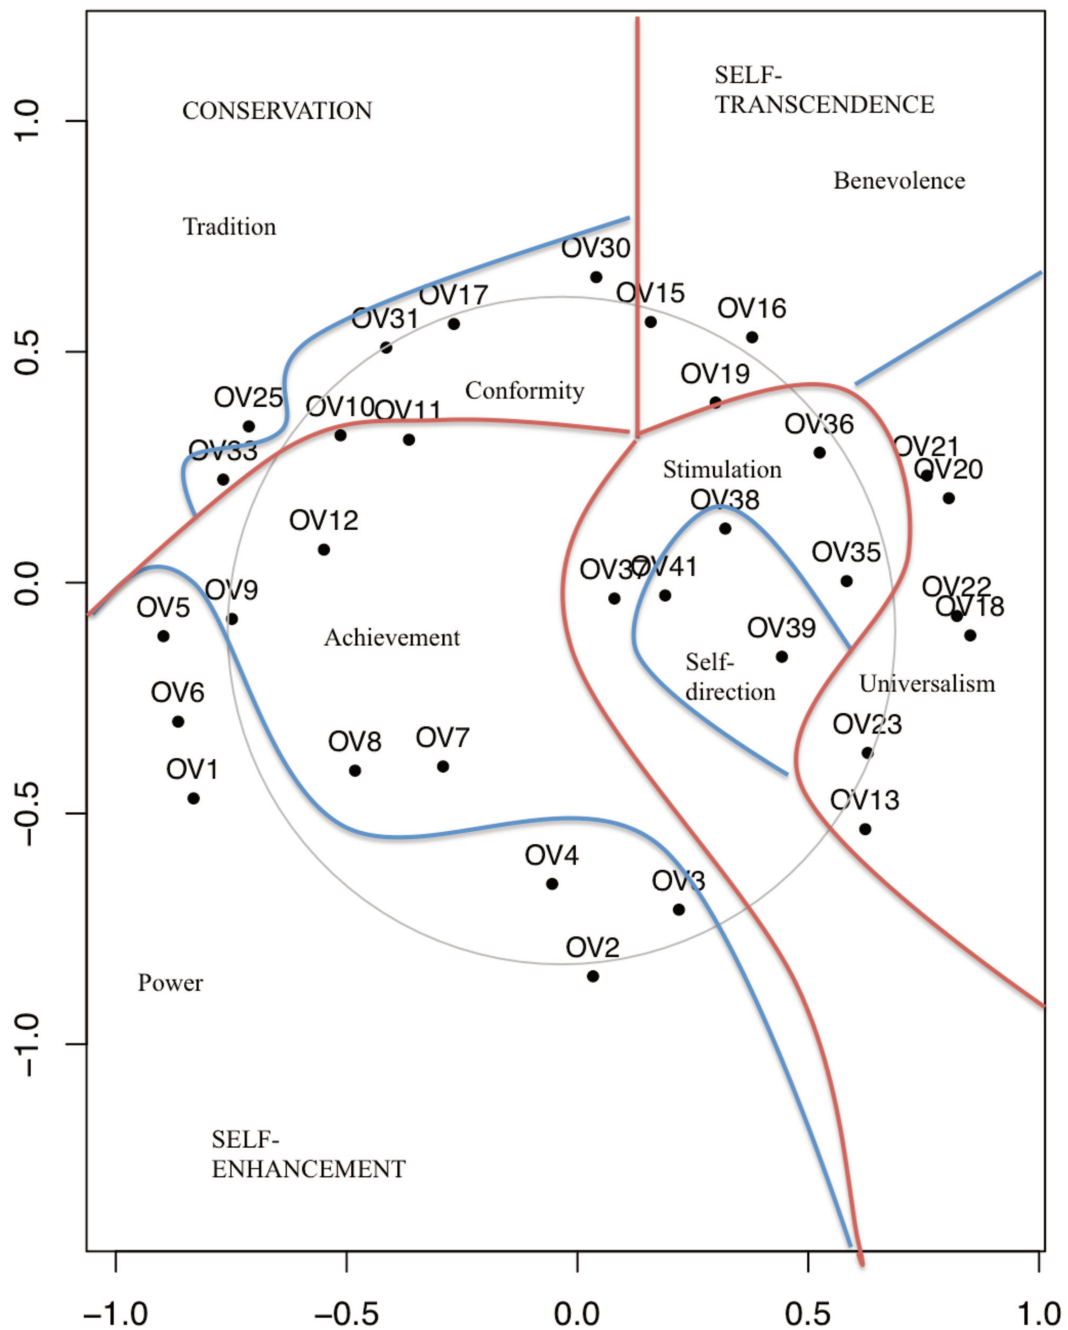 SELF-
TRANSCENDENCE
CONSERVATION
1.0
Benevolence
Tradition
OV30
OV17
OV15
OV16
OV31
0.5
OV19
Conformity
OV25
OV10
OV11
OV36
OV33
OV21
Stimulation
OV20
OV38
OV12
OV35
0.0
OV37
OV41
OV9
OV22
OV5
OV18
OV39
Achievement
Self-
direction
Universalism
OV6
OV23
OV8
OV7
OV1
−0.5
OV13
OV4
OV3
OV2
Power
−1.0
SELF-
ENHANCEMENT
−1.0
−0.5
0.0
0.5
1.0